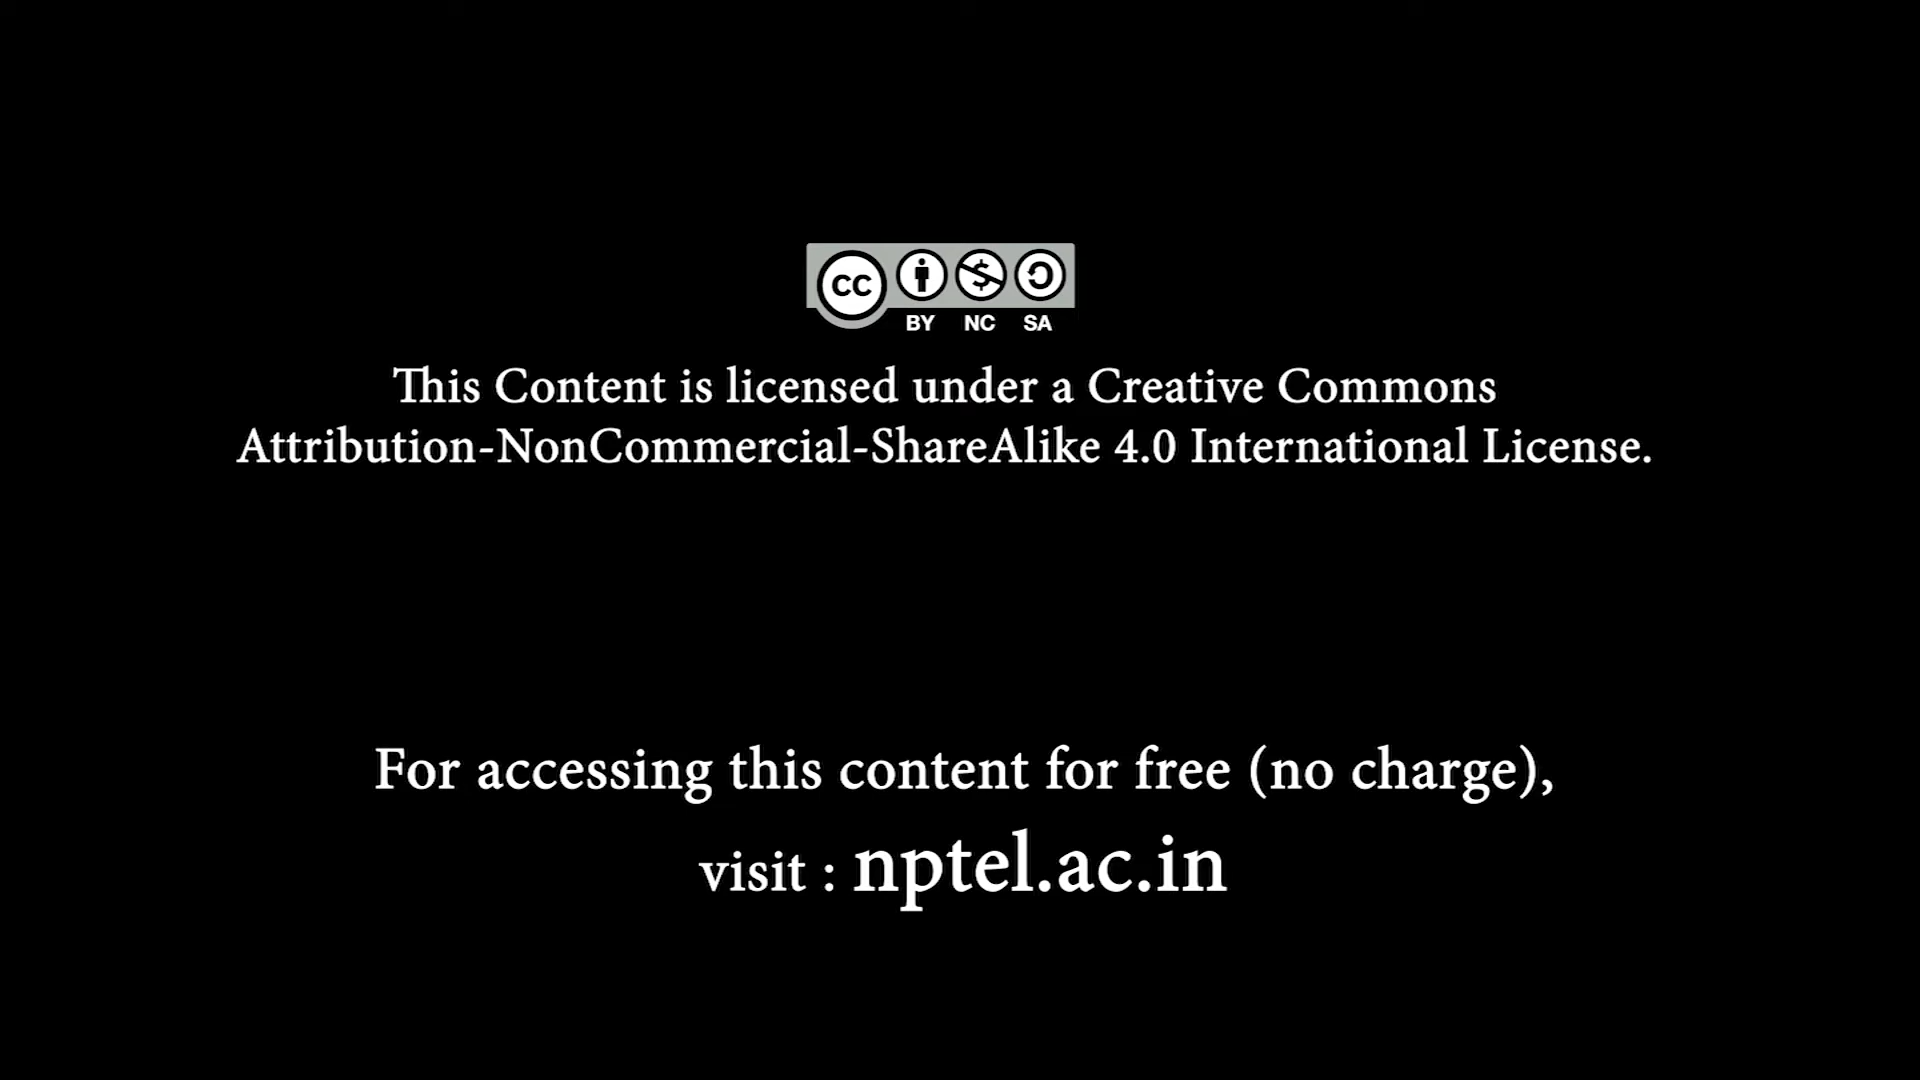 cc
BY NC SA
This Content is licensed under a Creative Commons
Attribution-NonCommercial-ShareAlike 4.0 International License.
For accessing this content for free (no charge),
visit : nptel.ac.in